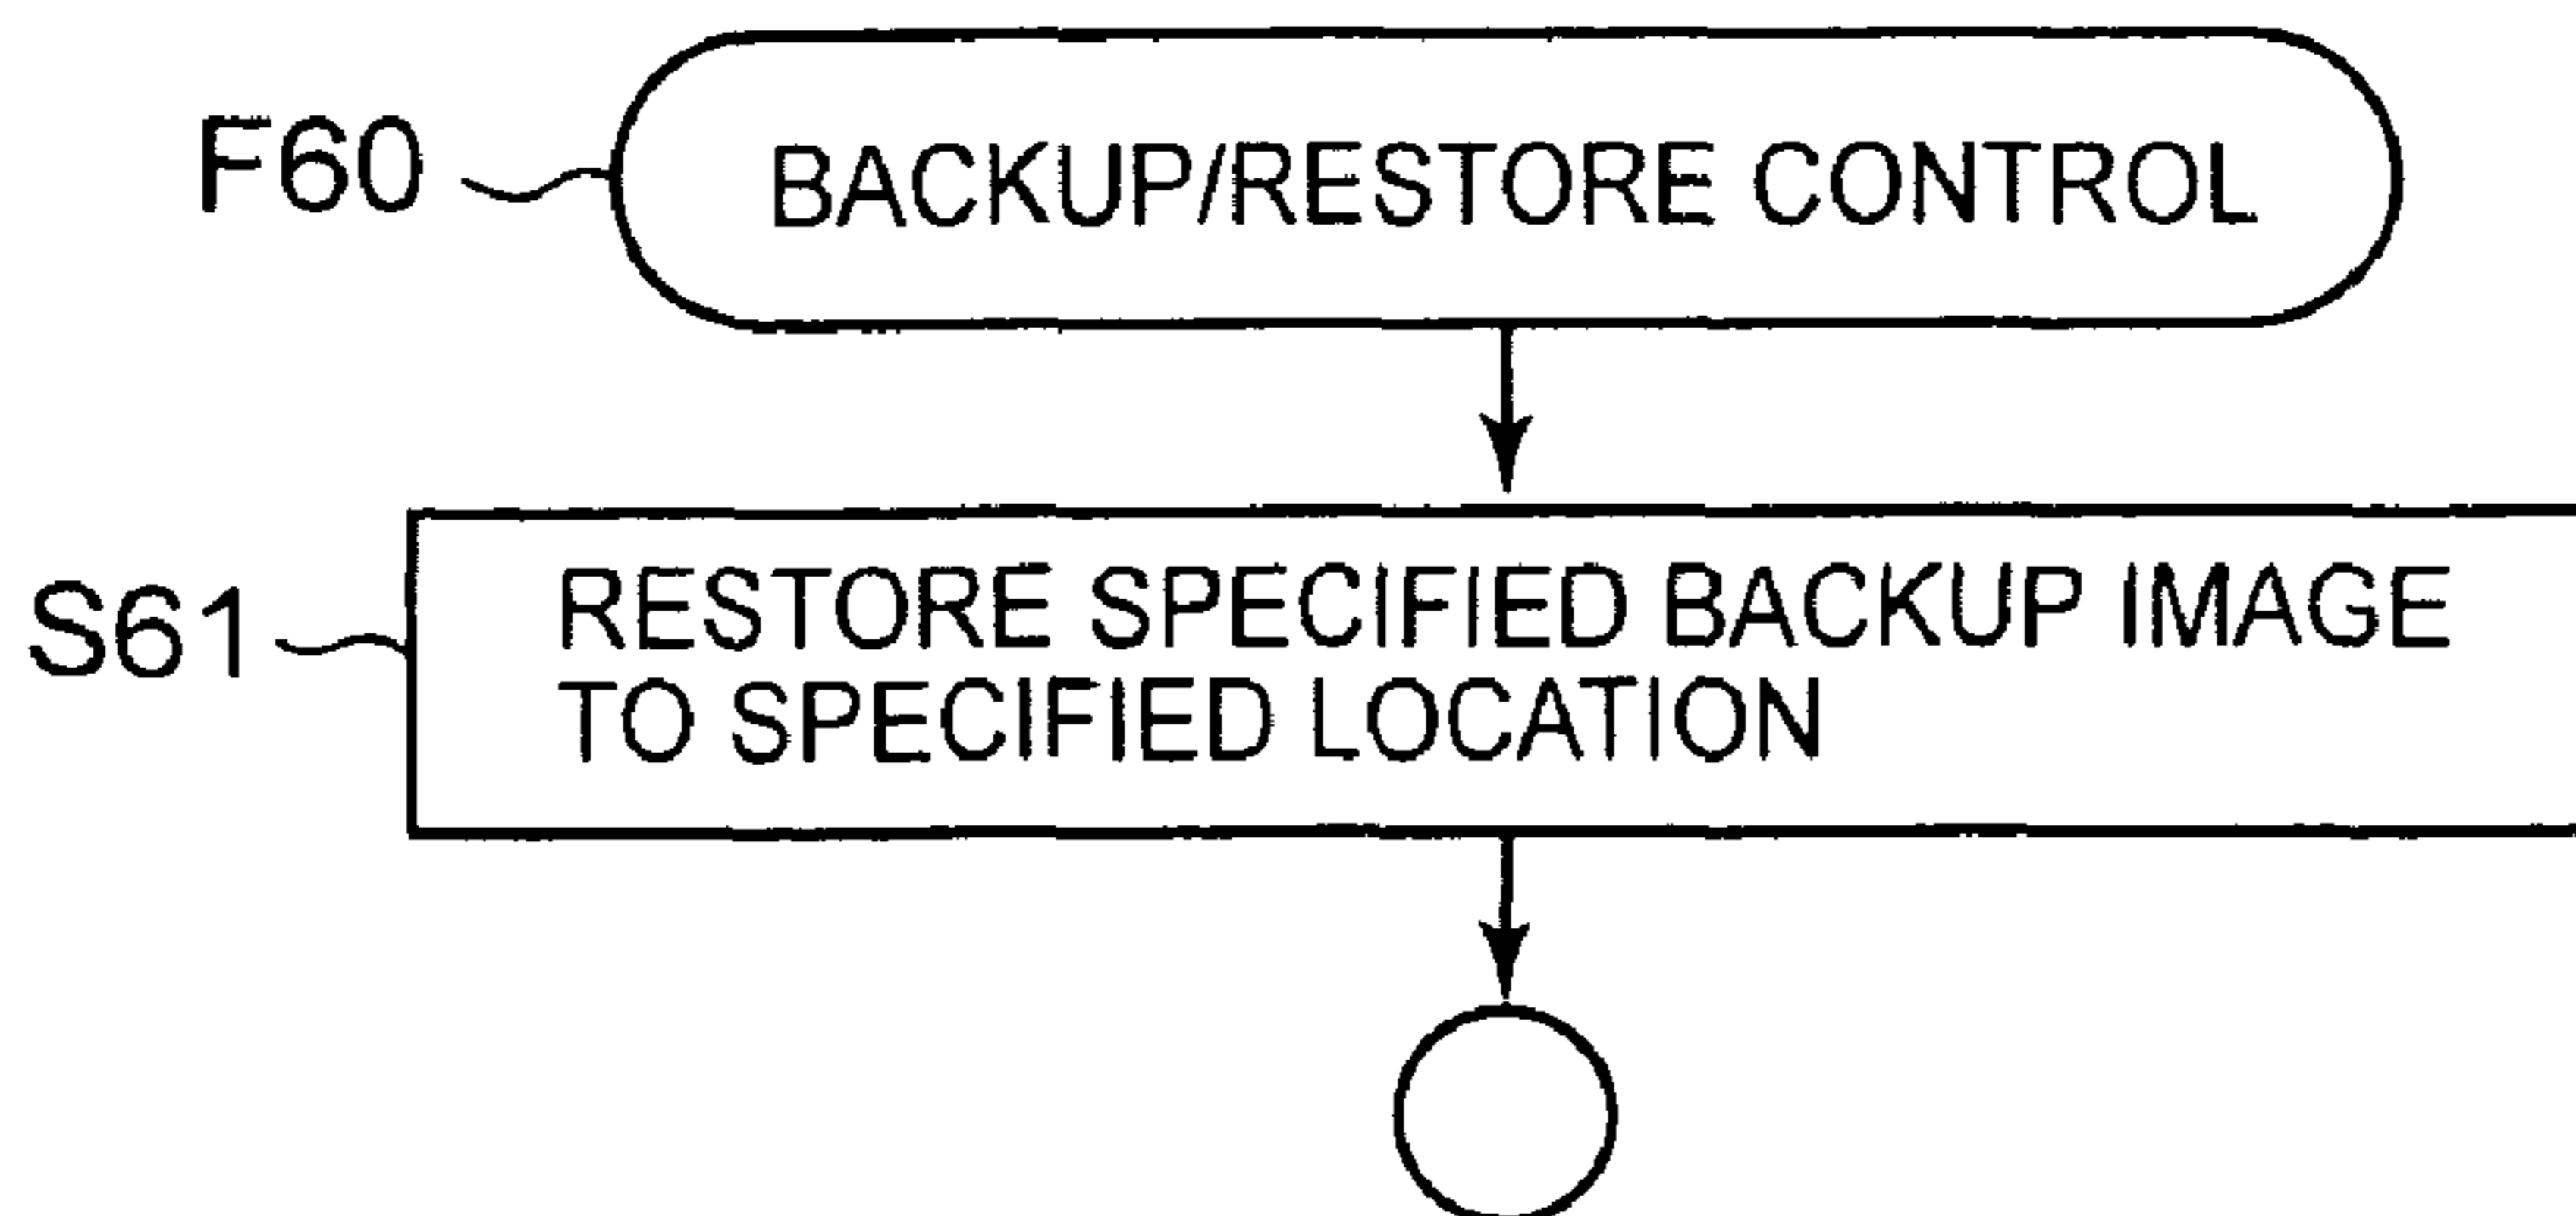 F60
BACKUP/RESTORE CONTROL
S61
RESTORE SPECIFIED BACKUP IMAGE
TO SPECIFIED LOCATION